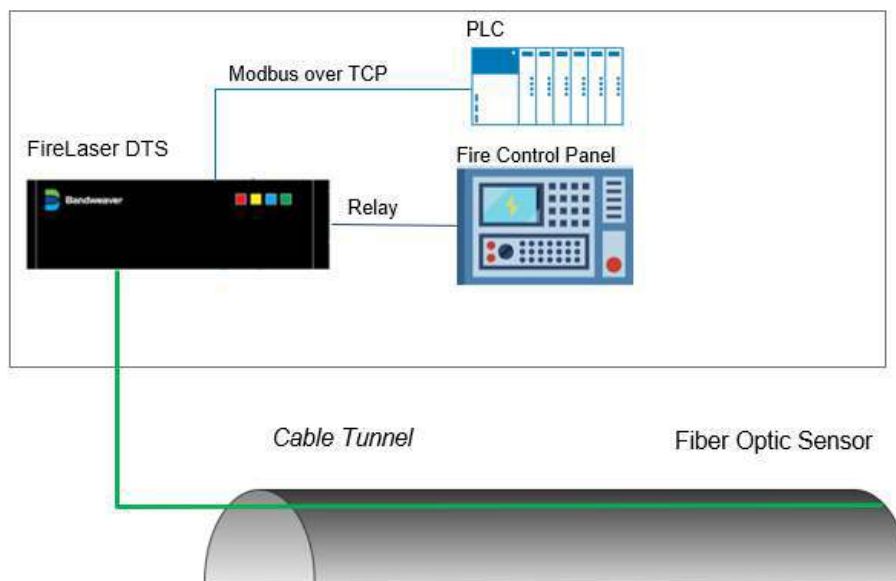 PLC
Modbus over TCP
FireLaser DTS
Fire Control Panel
Bandweaver
Relay
Cable Tunnel
Fiber Optic Sensor